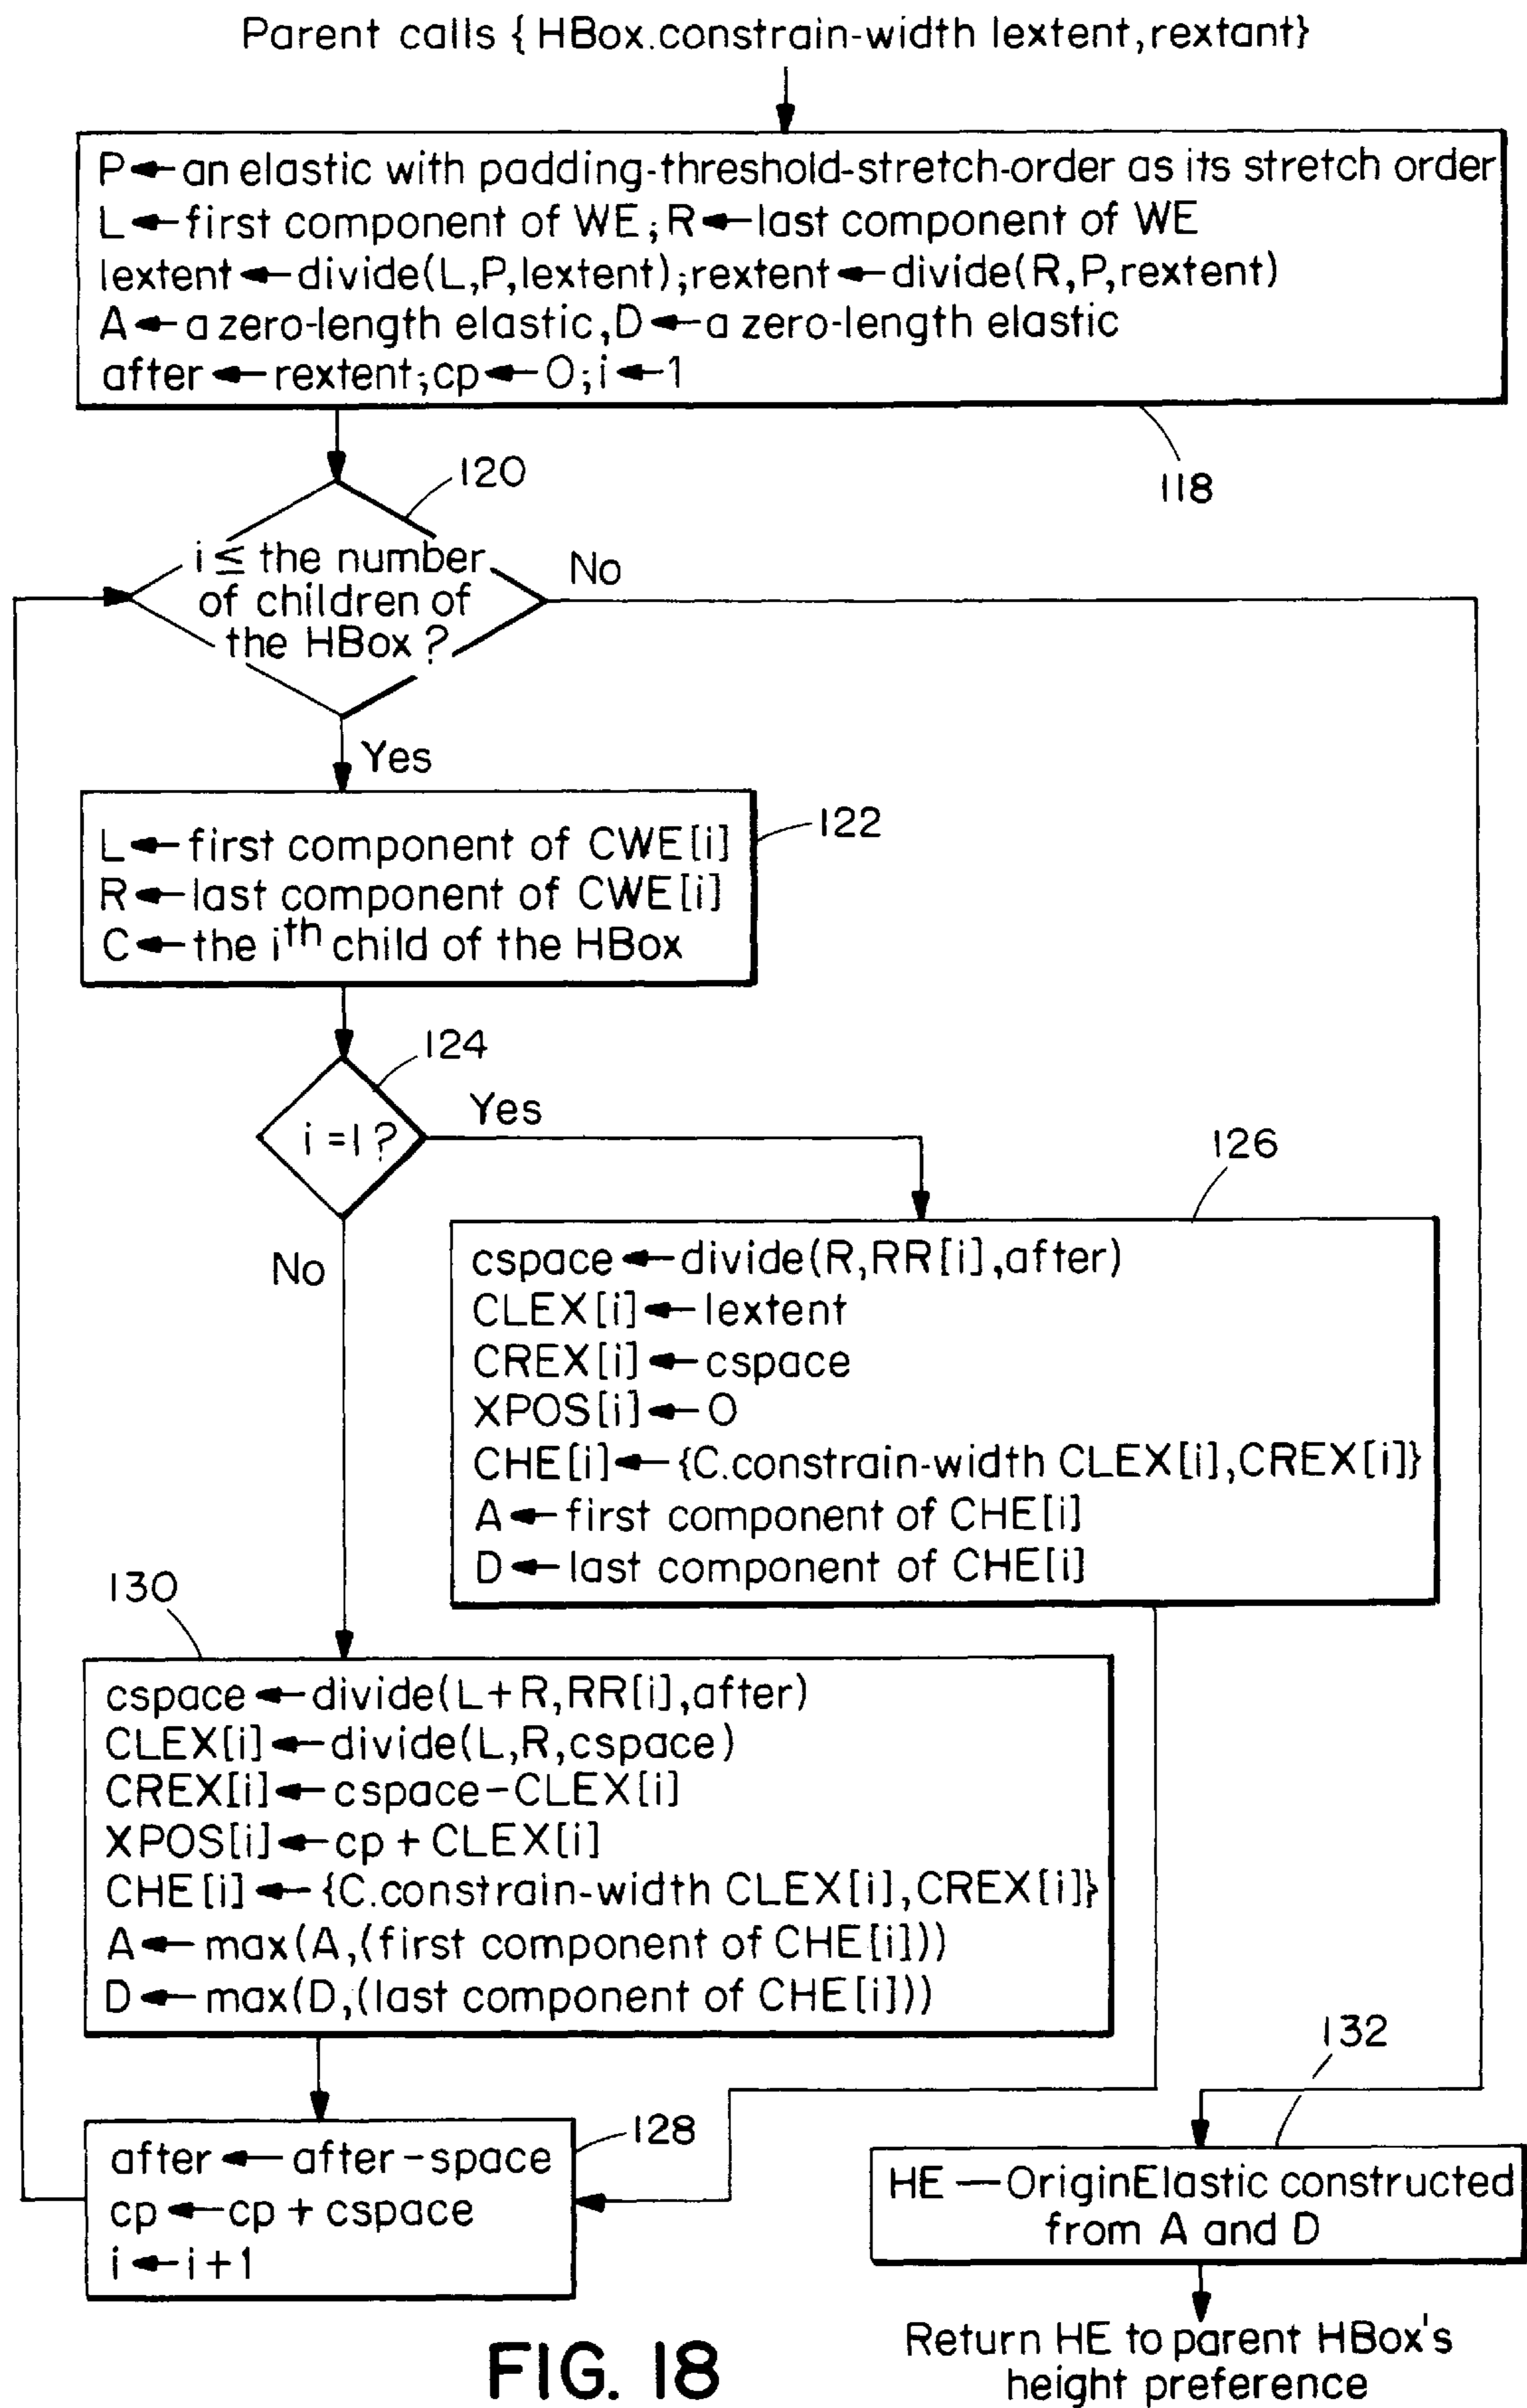 Parent calls { HBox.constrain-width lextent,rextant}
P←an elastic with padding-threshold-stretch-order as its stretch order
L←first component of WE; R←last component of WE
lextent←divide(L,P,lextent);rextent←divide(R,P,rextent)
A←a zero-length elastic,D←a zero-length elastic
after←rextent;cp←0;i←1
118
120
i ≤ the number
of children of
the HBox?
No
Yes
L←first component of CWE[i]
R←last component of CWE[i]
C←the ith child of the HBox
122
124
i=1?
Yes
No
126
cspace←divide(R,RR[i],after)
CLEX[i]←lextent
CREX[i]←cspace
XPOS[i]←0
CHE[i]←{C.constrain-width CLEX[i],CREX[i]}
A←first component of CHE[i]
D←last component of CHE[i]
130
cspace←divide(L+R,RR[i],after)
CLEX[i]←divide(L,R,cspace)
CREX[i]←cspace-CLEX[i]
XPOS[i]←cp+CLEX[i]
CHE[i]←{C.constrain-width CLEX[i],CREX[i]}
A←max(A,(first component of CHE[i]))
D←max(D,(last component of CHE[i]))
128
after←after-space
cp←cp+cspace
i←i+1
132
HE—OriginElastic constructed
from A and D
Return HE to parent HBox's
height preference
FIG. 18